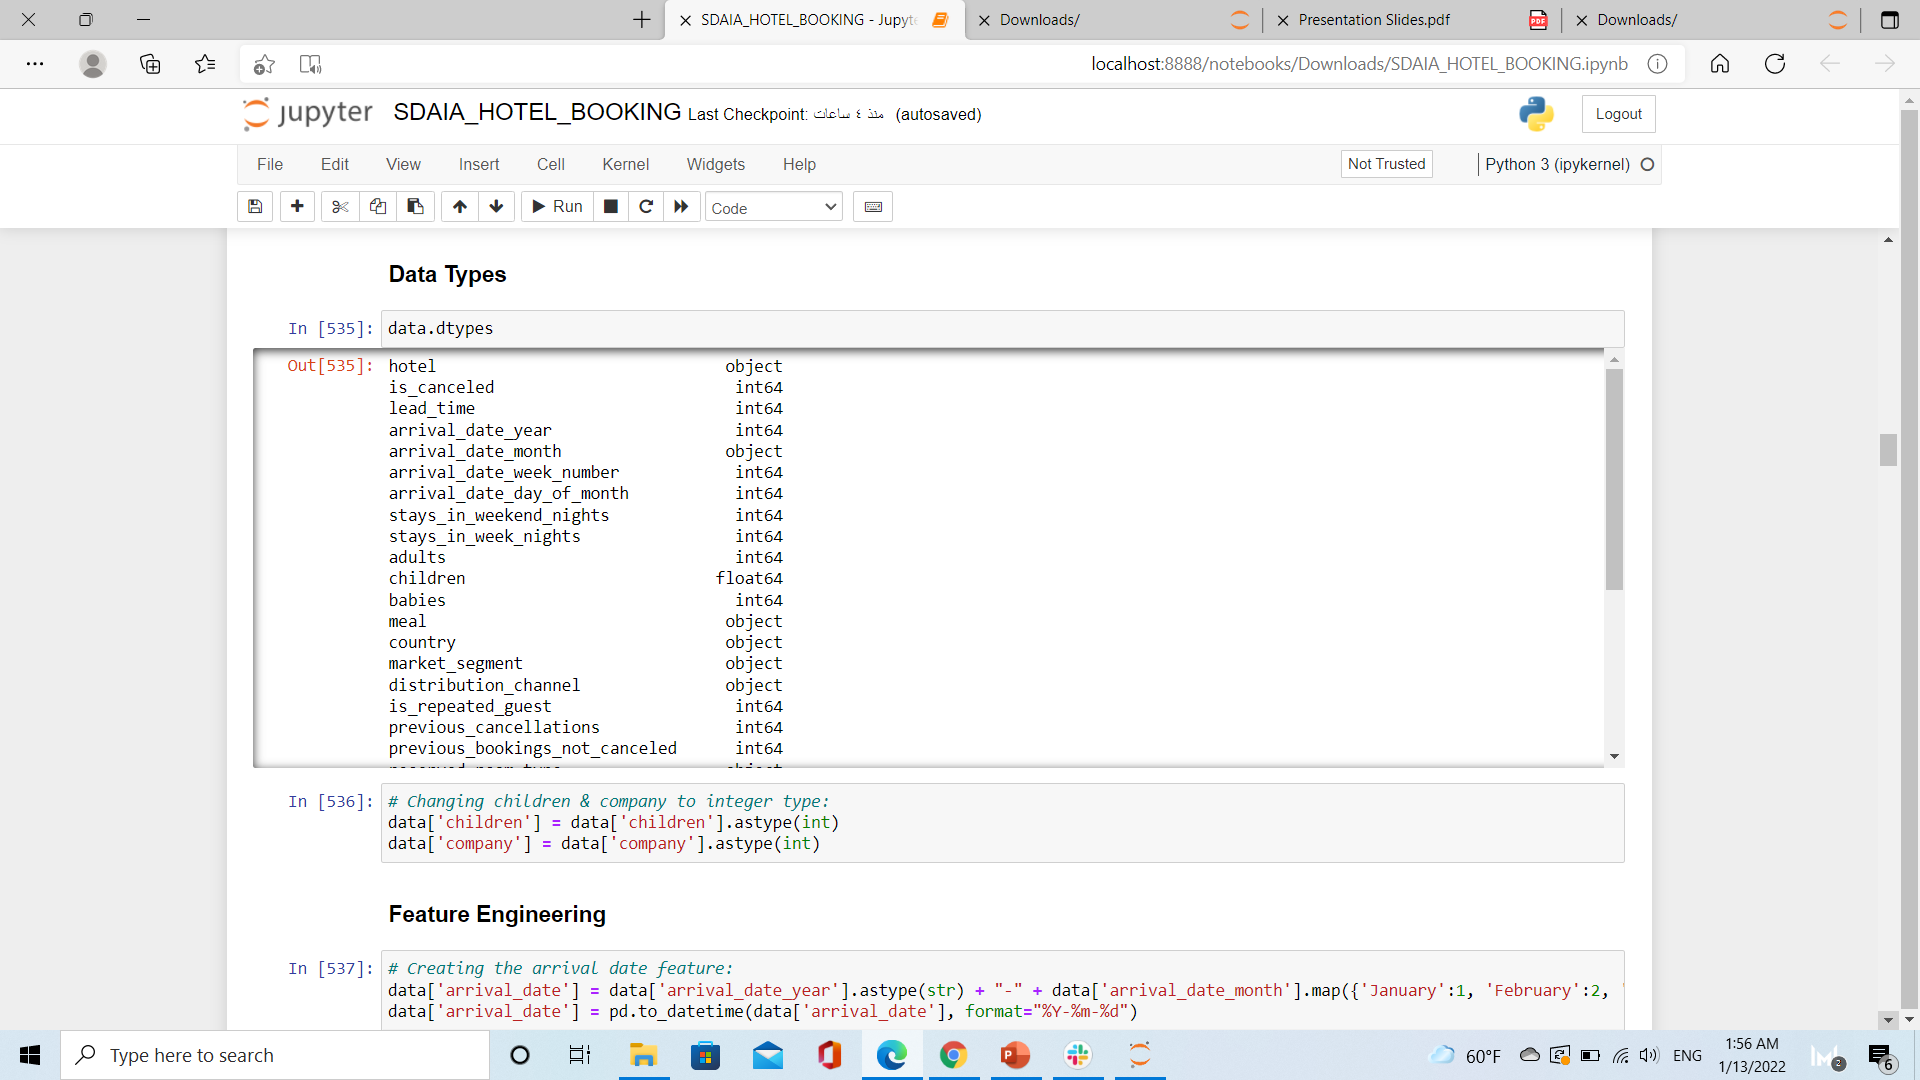 SDAIA_HOTEL_BOOKING - Jupyt
Downloads/
Presentation Slides.pdf
Downloads/
localhost:8888/notebooks/Downloads/SDAIA_HOTEL_BOOKING.ipynb
jupyter SDAIA_HOTEL_BOOKING Last Checkpoint: منذ ٤ ساعات (autosaved)
Logout
File Edit View Insert Cell Kernel Widgets Help
Not Trusted
Python 3 (ipykernel)
Run
Code
Data Types
In [535]: data.dtypes
Out[535]: hotel object
is_canceled int64
lead_time int64
arrival_date_year int64
arrival_date_month object
arrival_date_week_number int64
arrival_date_day_of_month int64
stays_in_weekend_nights int64
stays_in_week_nights int64
adults int64
children float64
babies int64
meal object
country object
market_segment object
distribution_channel object
is_repeated_guest int64
previous_cancellations int64
previous_bookings_not_canceled int64
In [536]: # Changing children & company to integer type:
data['children'] = data['children'].astype(int)
data['company'] = data['company'].astype(int)
Feature Engineering
In [537]: # Creating the arrival date feature:
data['arrival_date'] = data['arrival_date_year'].astype(str) + "-" + data['arrival_date_month'].map({'January':1, 'February':2,
data['arrival_date'] = pd.to_datetime(data['arrival_date'], format="%Y-%m-%d")
Type here to search
60°F
ENG
1:56 AM
1/13/2022
2
6